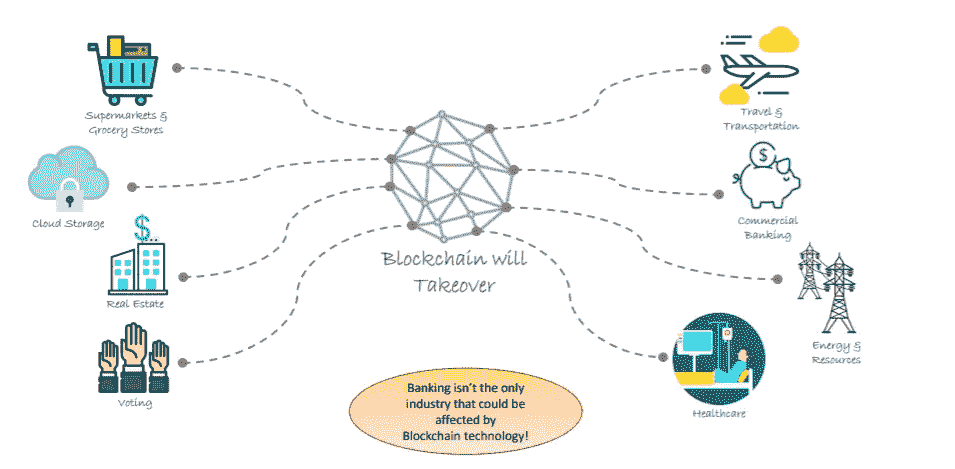 Supermarkets &
Grocery Stores
Cloud Storage
$
Real Estate
Voting
Blockchain will
Takeover
Travel &
Transportation
$
Commercial
Banking
Energy &
Resources
Healthcare
Banking isn't the only
industry that could be
affected by
Blockchain technology!